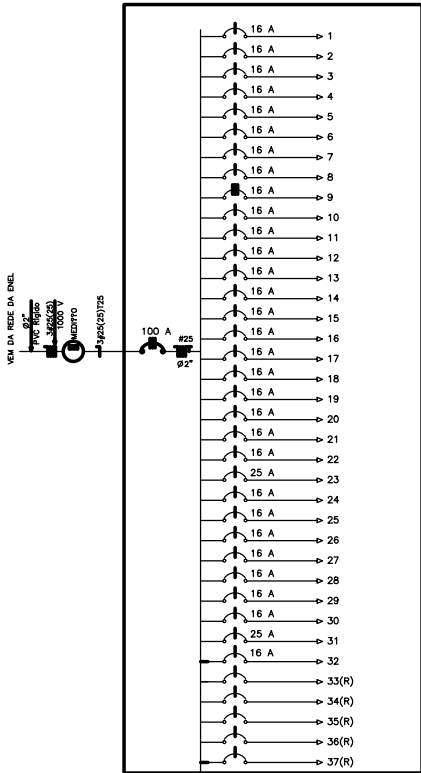 16 A 1
16 A 2
16 A 3
16 A 4
16 A 5
16 A 6
16 A 7
16 A 8
16 A 9
16 A 10
16 A 11
16 A 12
16 A 13
16 A 14
16 A 15
16 A 16
16 A 17
16 A 18
16 A 19
16 A 20
16 A 21
16 A 22
25 A 23
16 A 24
16 A 25
16 A 26
16 A 27
16 A 28
16 A 29
16 A 30
25 A 31
16 A 32
33(R)
34(R)
35(R)
36(R)
37(R)
VEM DA REDE DA ENEL
Ø2"
PVC Rígido
3#25(25)
1000 V
MEDI???O
3#25(25)T25
100 A
#25
Ø2"